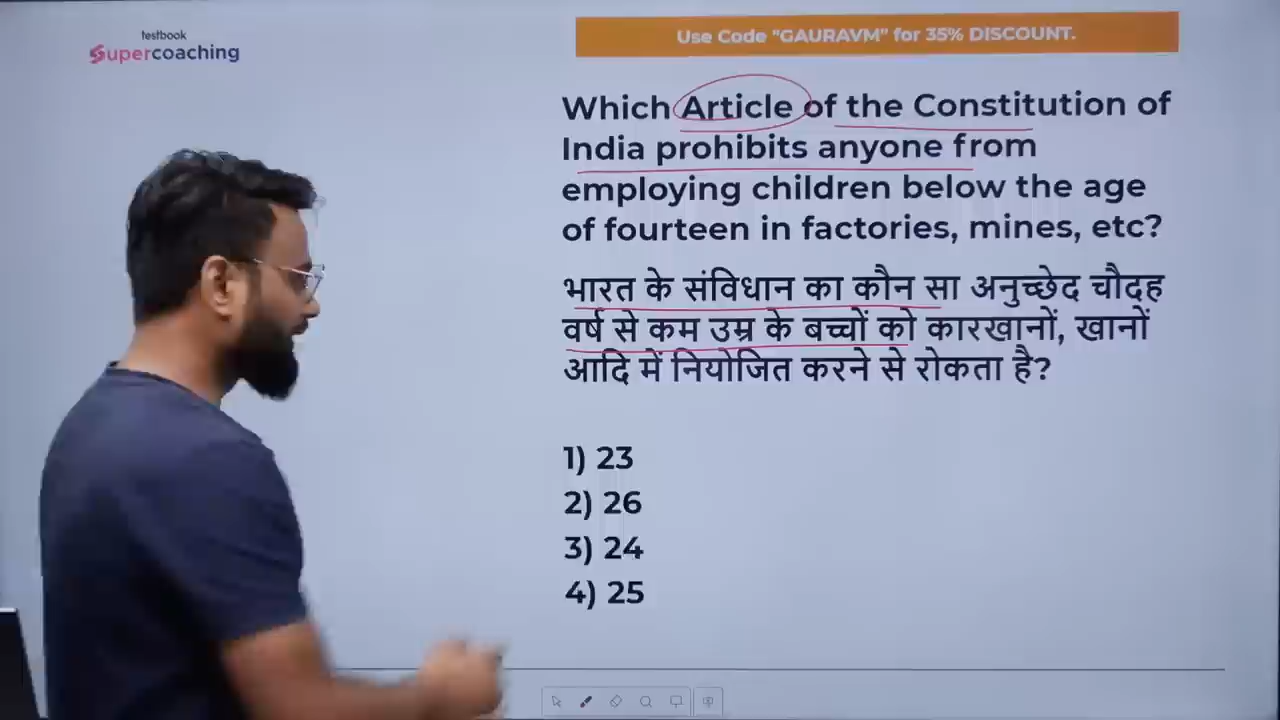 testbook
Supercoaching
Use Code "GAURAVM" for 35% DISCOUNT.
Which Article of the Constitution of
India prohibits anyone from
employing children below the age
of fourteen in factories, mines, etc?
भारत के संविधान का कौन सा अनुच्छेद चौदह
वर्ष से कम उम्र के बच्चों को कारखानों, खानों
आदि में नियोजित करने से रोकता है?
1) 23
2) 26
3) 24
4) 25